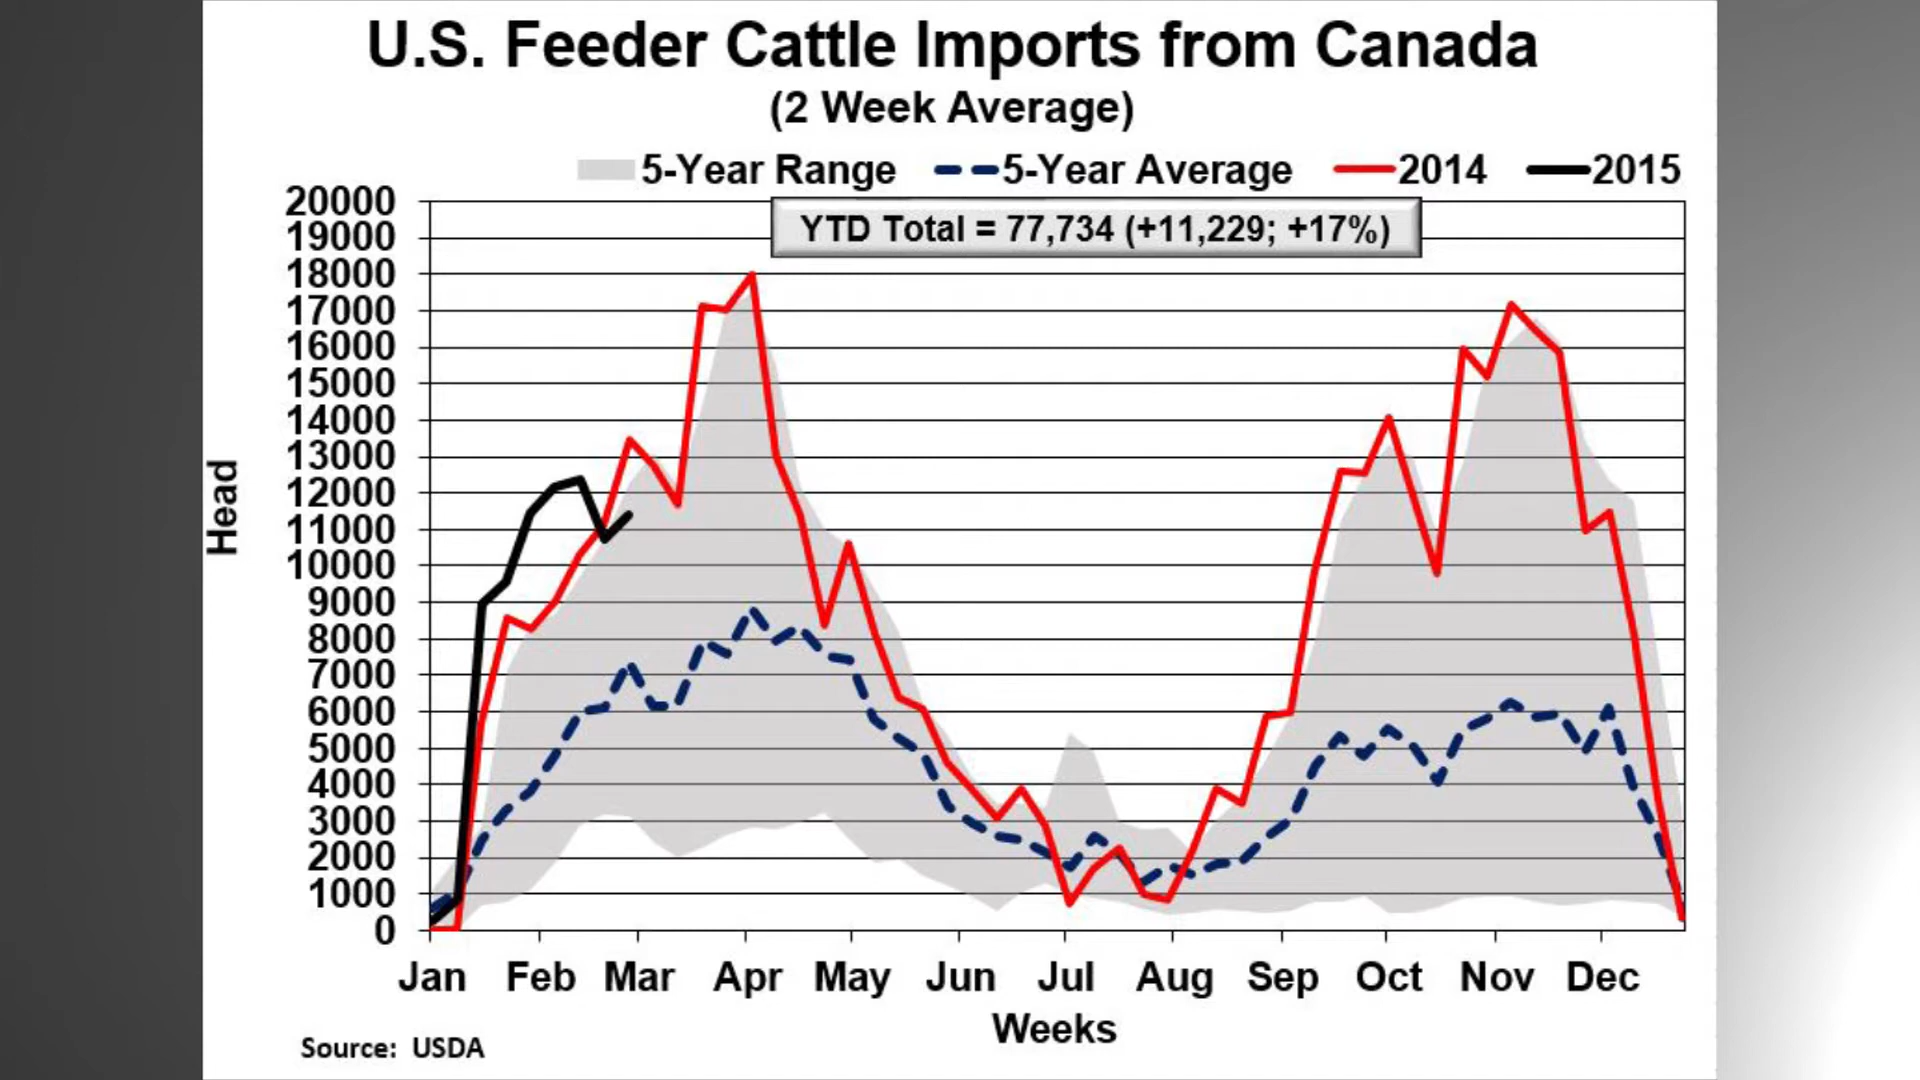 U.S. Feeder Cattle Imports from Canada
(2 Week Average)
5-Year Range 5-Year Average 2014 2015
YTD Total = 77,734 (+11,229; +17%)
20000
19000
18000
17000
16000
15000
14000
13000
12000
11000
10000
9000
8000
7000
6000
5000
4000
3000
2000
1000
0
Head
Jan Feb Mar Apr May Jun Jul Aug Sep Oct Nov Dec
Weeks
Source: USDA